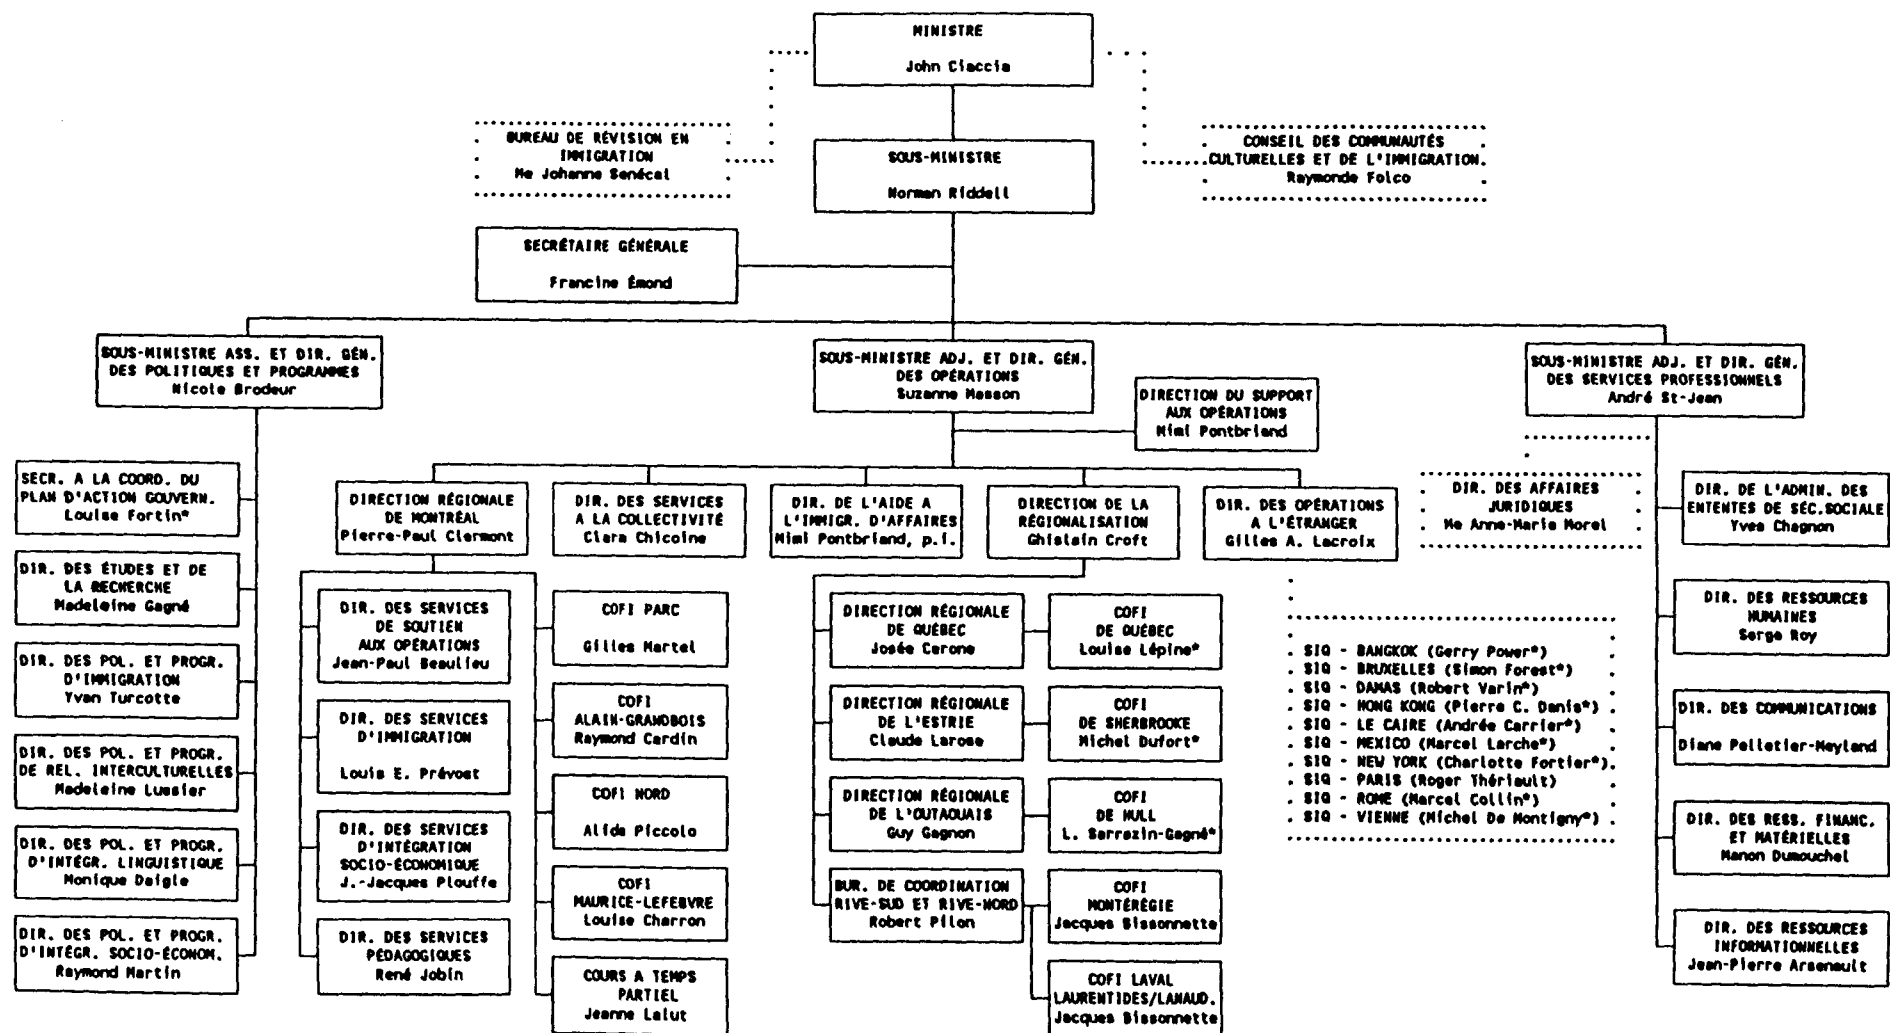 MINISTRE
John Ciaccia
BUREAU DE RÉVISION EN
IMMIGRATION
Me Johanne Senécal
SOUS-MINISTRE
Norman Riddell
CONSEIL DES COMMUNAUTÉS
CULTURELLES ET DE L'IMMIGRATION
Raymonde Folco
SECRÉTAIRE GÉNÉRALE
Francine Émond
SOUS-MINISTRE ASS. ET DIR. GÉN.
DES POLITIQUES ET PROGRAMMES
Nicole Brodeur
SOUS-MINISTRE ADJ. ET DIR. GÉN.
DES OPÉRATIONS
Suzanne Masson
SOUS-MINISTRE ADJ. ET DIR. GÉN.
DES SERVICES PROFESSIONNELS
André St-Jean
DIRECTION DU SUPPORT
AUX OPÉRATIONS
Mimi Pontbriand
SECR. A LA COORD. DU
PLAN D'ACTION GOUVERN.
Louise Fortin*
DIR. DES ÉTUDES ET DE
LA RECHERCHE
Madeleine Gagné
DIR. DES POL. ET PROGR.
D'IMMIGRATION
Yvan Turcotte
DIR. DES POL. ET PROGR.
DE REL. INTERCULTURELLES
Madeleine Lussier
DIR. DES POL. ET PROGR.
D'INTÉGR. LINGUISTIQUE
Monique Daigle
DIR. DES POL. ET PROGR.
D'INTÉGR. SOCIO-ÉCONOM.
Raymond Martin
DIRECTION RÉGIONALE
DE MONTRÉAL
Pierre-Paul Clermont
DIR. DES SERVICES
A LA COLLECTIVITÉ
Clara Chicoine
DIR. DE L'AIDE A
L'IMMIGR. D'AFFAIRES
Mimi Pontbriand, p.i.
DIRECTION DE LA
RÉGIONALISATION
Ghislain Croft
DIR. DES OPÉRATIONS
A L'ÉTRANGER
Gilles A. Lacroix
DIR. DES SERVICES
DE SOUTIEN
AUX OPÉRATIONS
Jean-Paul Beaulieu
DIR. DES SERVICES
D'IMMIGRATION
Louis E. Prévost
DIR. DES SERVICES
D'INTÉGRATION
SOCIO-ÉCONOMIQUE
J.-Jacques Plouffe
DIR. DES SERVICES
PÉDAGOGIQUES
René Jobin
COFI PARC
Gilles Martel
COFI
ALAIN-GRANDBOIS
Raymond Cardin
COFI NORD
Alida Piccolo
COFI
MAURICE-LEFEBVRE
Louise Charron
COURS A TEMPS
PARTIEL
Jeanne Lalut
DIRECTION RÉGIONALE
DE QUÉBEC
Josée Carone
DIRECTION RÉGIONALE
DE L'ESTRIE
Claude Larose
DIRECTION RÉGIONALE
DE L'OUTAOUAIS
Guy Gagnon
BUR. DE COORDINATION
RIVE-SUD ET RIVE-NORD
Robert Pilon
COFI
DE QUÉBEC
Louise Lépine*
COFI
DE SHERBROOKE
Michel Dufort*
COFI
DE HULL
L. Sarrazin-Gagné*
COFI
MONTÉRÉGIE
Jacques Bissonnette
COFI LAVAL
LAURENTIDES/LANAUD.
Jacques Bissonnette
SIQ - BANGKOK (Gerry Power*)
SIQ - BRUXELLES (Simon Forest*)
SIQ - DAMAS (Robert Varin*)
SIQ - HONG KONG (Pierre C. Danis*)
SIQ - LE CAIRE (Andrée Carrier*)
SIQ - MEXICO (Marcel Larche*)
SIQ - NEW YORK (Charlotte Fortier*)
SIQ - PARIS (Roger Thériault)
SIQ - ROME (Marcel Collin*)
SIQ - VIENNE (Michel De Montigny*)
DIR. DES AFFAIRES
JURIDIQUES
Me Anne-Marie Morel
DIR. DE L'ADMIN. DES
ENTENTES DE SÉC.SOCIALE
Yves Chagnon
DIR. DES RESSOURCES
HUMAINES
Serge Roy
DIR. DES COMMUNICATIONS
Diane Pelletier-Meyland
DIR. DES RESS. FINANC.
ET MATÉRIELLES
Manon Dumouchel
DIR. DES RESSOURCES
INFORMATIONNELLES
Jean-Pierre Arsenault